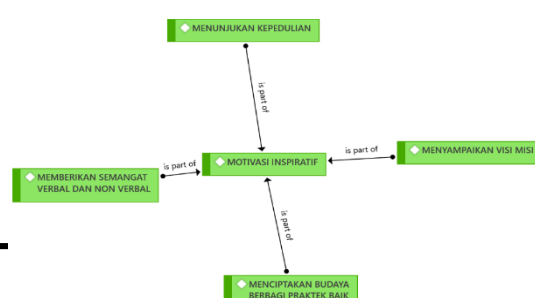 MENUNJUKAN KEPEDULIAN
is part of
is part of
MENYAMPAIKAN VISI MISI
MOTIVASI INSPIRATIF
is part of
MEMBERIKAN SEMANGAT
VERBAL DAN NON VERBAL
is part of
MENCIPTAKAN BUDAYA
BERBAGI PRAKTEK BAIK